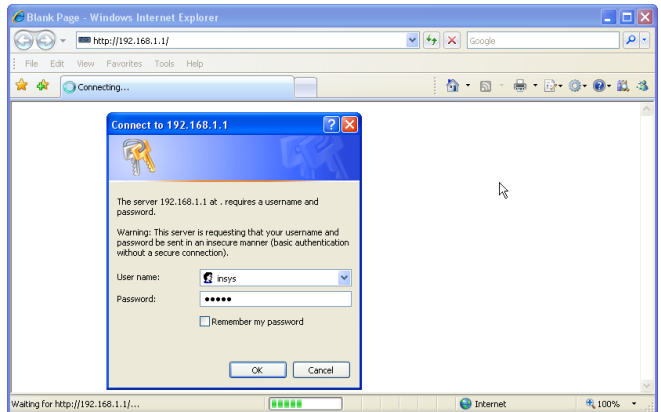 Blank Page - Windows Internet Explorer
http://192.168.1.1/
Google
File Edit View Favorites Tools Help
Connecting...
Connect to 192.168.1.1
The server 192.168.1.1 at . requires a username and
password.
Warning: This server is requesting that your username and
password be sent in an insecure manner (basic authentication
without a secure connection).
User name: insys
Password: •••••
Remember my password
OK Cancel
Waiting for http://192.168.1.1/... Internet 100%